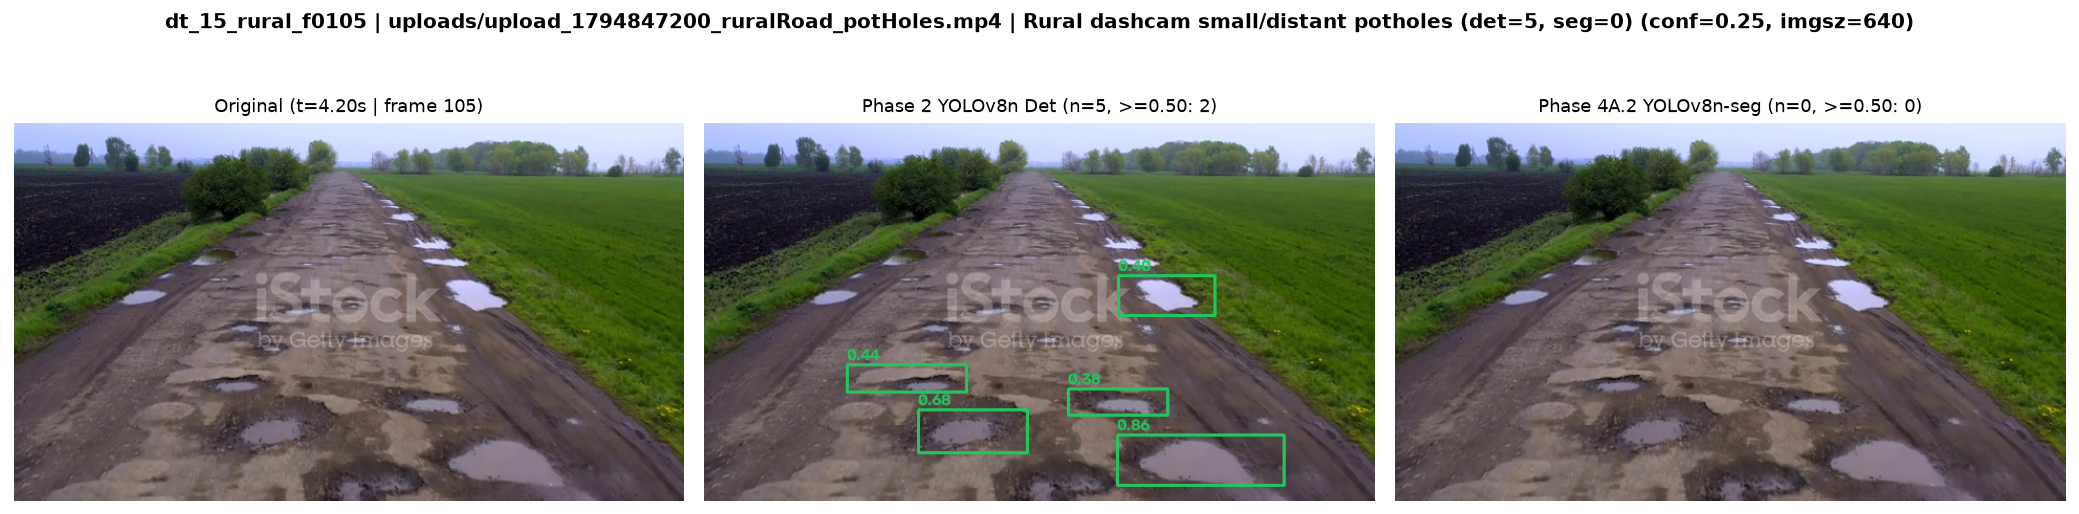 dt_15_rural_f0105 | uploads/upload_1794847200_ruralRoad_potHoles.mp4 | Rural dashcam small/distant potholes (det=5, seg=0) (conf=0.25, imgsz=640)
Original (t=4.20s | frame 105)
Phase 2 YOLOv8n Det (n=5, >=0.50: 2)
Phase 4A.2 YOLOv8n-seg (n=0, >=0.50: 0)
iStock
by Getty Images
0.40
iStock
by Getty Images
0.44
0.38
0.68
0.86
iStock
by Getty Images